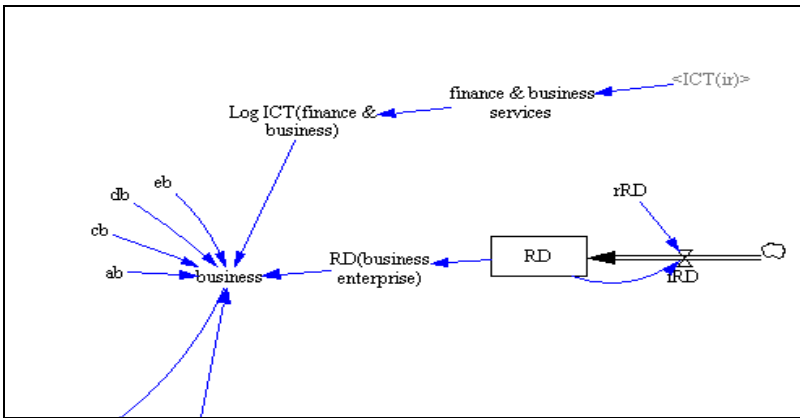 <ICT(ir)>
finance & business
services
Log ICT(finance &
business)
eb
db
cb
ab
business
RD(business
enterprise)
RD
rRD
fRD